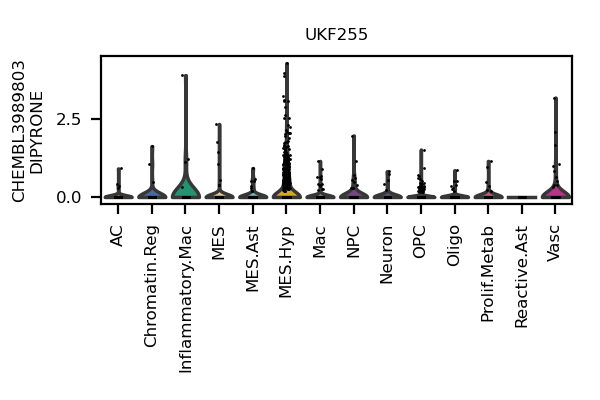 UKF255
CHEMBL3989803
DIPYRONE
2.5
0.0
AC
Chromatin.Reg
Inflammatory.Mac
MES
MES.Ast
MES.Hyp
Mac
NPC
Neuron
OPC
Oligo
Prolif.Metab
Reactive.Ast
Vasc